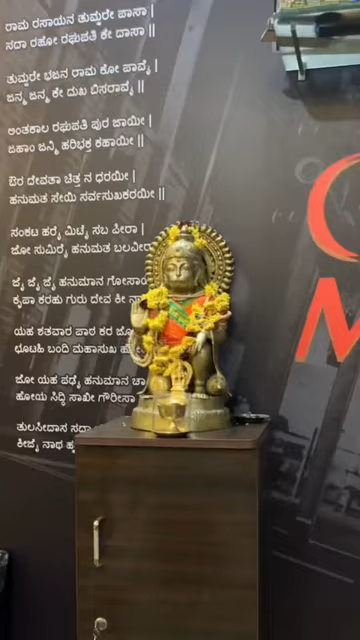 ರಾಮ ರಸಾಯನ ತುಮ್ಹರೇ ಪಾಸಾ |
ಸದಾ ರಹೋ ರಘುಪತಿ ಕೇ ದಾಸಾ ||
ತುಮ್ಹರೇ ಭಜನ ರಾಮ ಕೋ ಪಾವೈ |
ಜನ್ಮ ಜನ್ಮ ಕೇ ದುಖ ಬಿಸರಾವೈ ||
ಅಂತಕಾಲ ರಘುಪತಿ ಪುರ ಜಾಯೀ |
ಜಹಾಂ ಜನ್ಮಿ ಹರಿಭಕ್ತ ಕಹಾಯೀ ||
ಔರ ದೇವತಾ ಚಿತ್ತ ನ ಧರಯೀ |
ಹನುಮತ ಸೇಯಿ ಸರ್ವಸುಖಕರಯೀ ||
ಸಂಕಟ ಹರೈ ಮಿಟೈ ಸಬ ಪೀರಾ |
ಜೋ ಸುಮಿರೈ ಹನುಮತ ಬಲವೀರಾ
ಜೈ ಜೈ ಜೈ ಹನುಮಾನ ಗೋಸಾ
ಕೃಪಾ ಕರಹು ಗುರು ದೇವ ಕೀ
ಯಹ ಶತವಾರ ಪಾಠ ಕರ ಜೋ
ಛೂಟಹಿ ಬಂದಿ ಮಹಾಸುಖ
ಜೋ ಯಹ ಪಢೈ ಹನುಮಾನ ಚಾ
ಹೋಯ ಸಿದ್ಧಿ ಸಾಖೀ ಗೌರೀಸಾ
ತುಲಸೀದಾಸ ಸದಾ
ಕೀಜೈ ನಾಥ ಹೃ
M